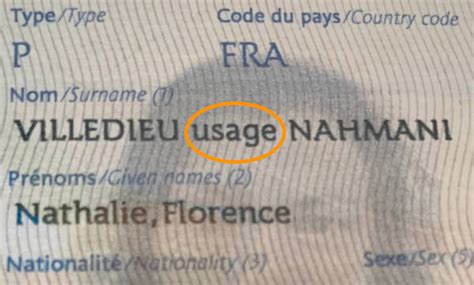 Type/Type Code du pays/Country code
P FRA
Nom/Surname (1)
VILLEDIEU usage NAHMANI
Prénoms/Given names (2)
Nathalie, Florence
Nationalité/Nationality (3) Sexe/Sex (5)